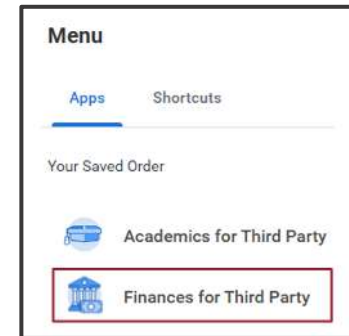 Menu
Apps Shortcuts
Your Saved Order
Academics for Third Party
Finances for Third Party